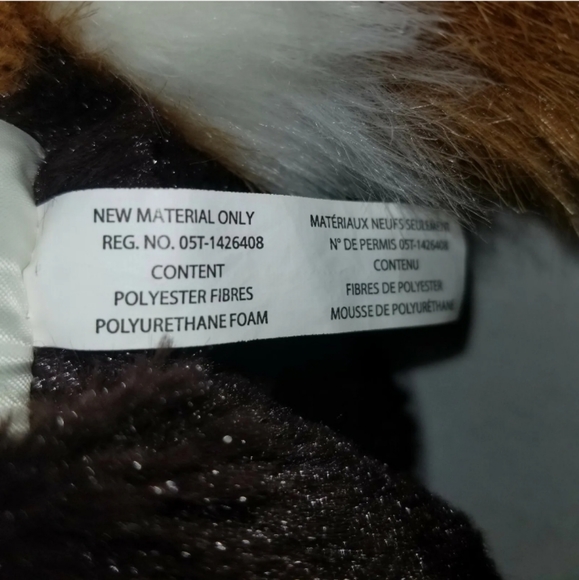 NEW MATERIAL ONLY
REG. NO. 05T-1426408
CONTENT
POLYESTER FIBRES
POLYURETHANE FOAM
MATÉRIAUX NEUFS SEULEMENT
N° DE PERMIS 05T-1426408
CONTENU
FIBRES DE POLYESTER
MOUSSE DE POLYURÉTHANE